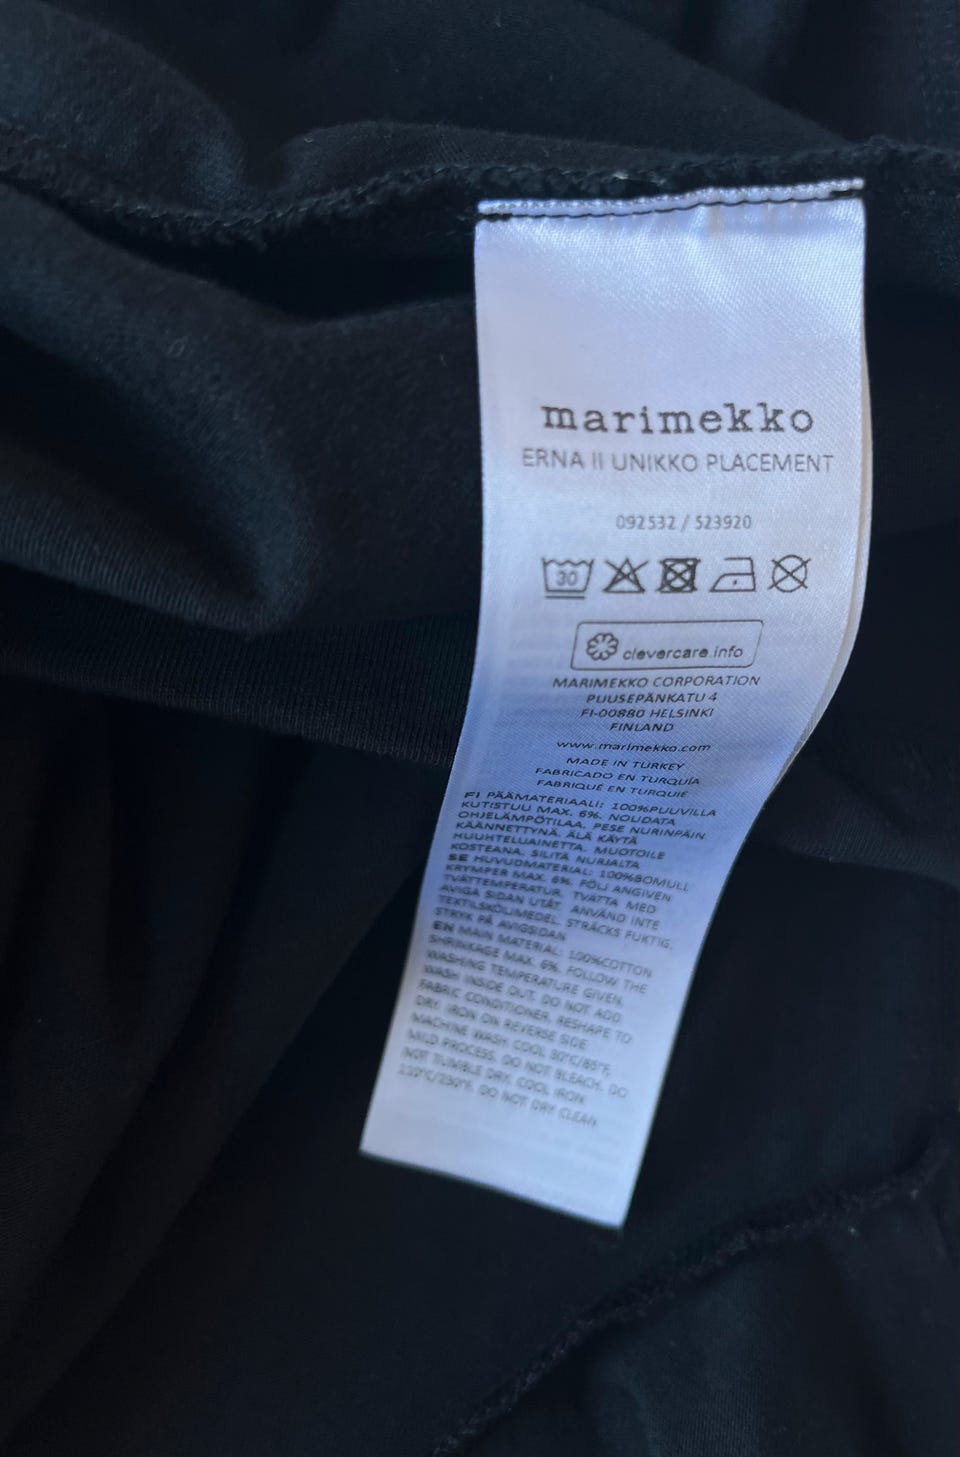 marimekko
ERNA II UNIKKO PLACEMENT
092532 / 523920
30
clevercare.info
MARIMEKKO CORPORATION
PUUSEPÄNKATU 4
FI-00880 HELSINKI
FINLAND
www.marimekko.com
MADE IN TURKEY
FABRICADO EN TURQUÍA
FABRIQUE EN TURQUIE
FI PÄÄMATERIAALI: 100%PUUVILLA
KUTISTUU MAX. 6%. NOUDATA
OHJELÄMPÖTILAA. PESE NURINPÄIN
KÄÄNNETTYNÄ. ÄLÄ KÄYTÄ
HUUHTELUAINETTA. MUOTOILE
KOSTEANA. SILITÄ NURJALTA
SE HUVUDMATERIAL: 100%BOMULL
KRYMPER MAX. 6%. FÖLJ ANGIVEN
TVÄTTEMPERATUR. TVÄTTA MED
AVIGA SIDAN UTÅT. ANVÄND INTE
TEXTILSKÖLJMEDEL. STRÄCKS FUKTIG.
STRYK PÅ AVIGSIDAN
EN MAIN MATERIAL: 100%COTTON
SHRINKAGE MAX. 6%. FOLLOW THE
WASHING TEMPERATURE GIVEN.
WASH INSIDE OUT. DO NOT ADD
FABRIC CONDITIONER. RESHAPE TO
DRY. IRON ON REVERSE SIDE
MACHINE WASH COOL 30°C/85°F,
MILD PROCESS. DO NOT BLEACH. DO
NOT TUMBLE DRY. COOL IRON
110°C/230°F. DO NOT DRY CLEAN